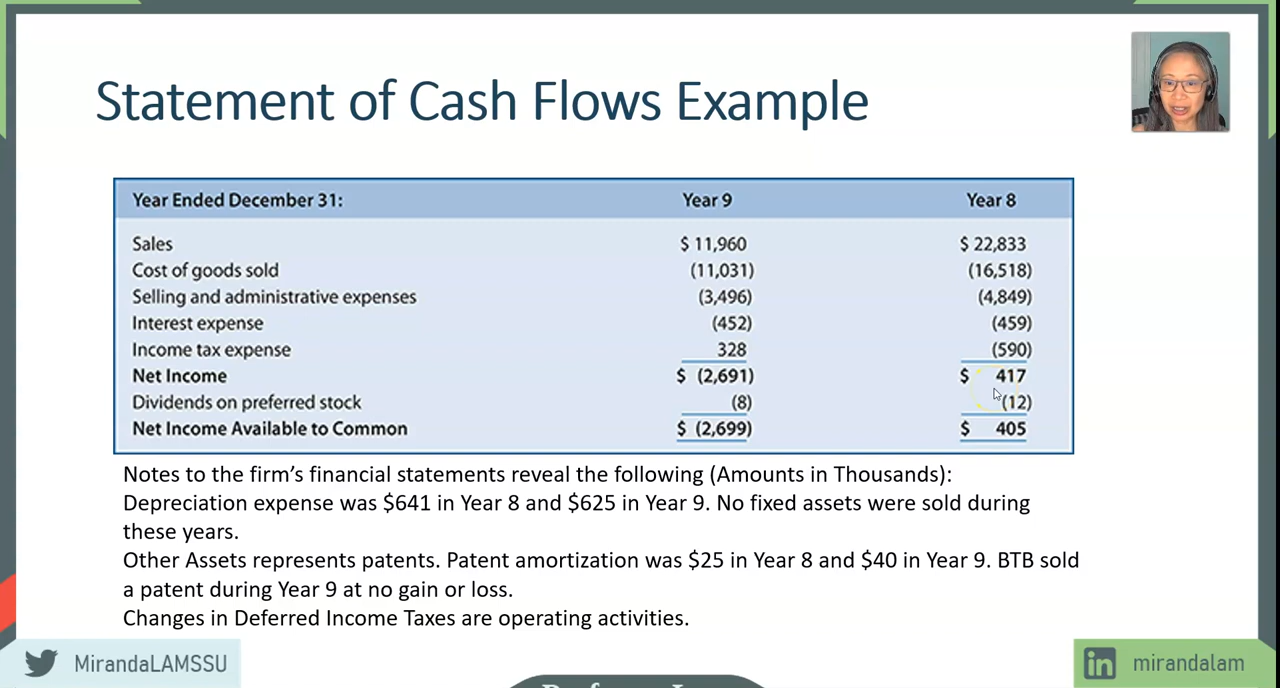 Statement of Cash Flows Example
Year Ended December 31: Year 9 Year 8
Sales $ 11,960 $ 22,833
Cost of goods sold (11,031) (16,518)
Selling and administrative expenses (3,496) (4,849)
Interest expense (452) (459)
Income tax expense 328 (590)
Net Income $ (2,691) $ 417
Dividends on preferred stock (8) (12)
Net Income Available to Common $ (2,699) $ 405
Notes to the firm's financial statements reveal the following (Amounts in Thousands):
Depreciation expense was $641 in Year 8 and $625 in Year 9. No fixed assets were sold during
these years.
Other Assets represents patents. Patent amortization was $25 in Year 8 and $40 in Year 9. BTB sold
a patent during Year 9 at no gain or loss.
Changes in Deferred Income Taxes are operating activities.
MirandaLAMSSU
in mirandalam